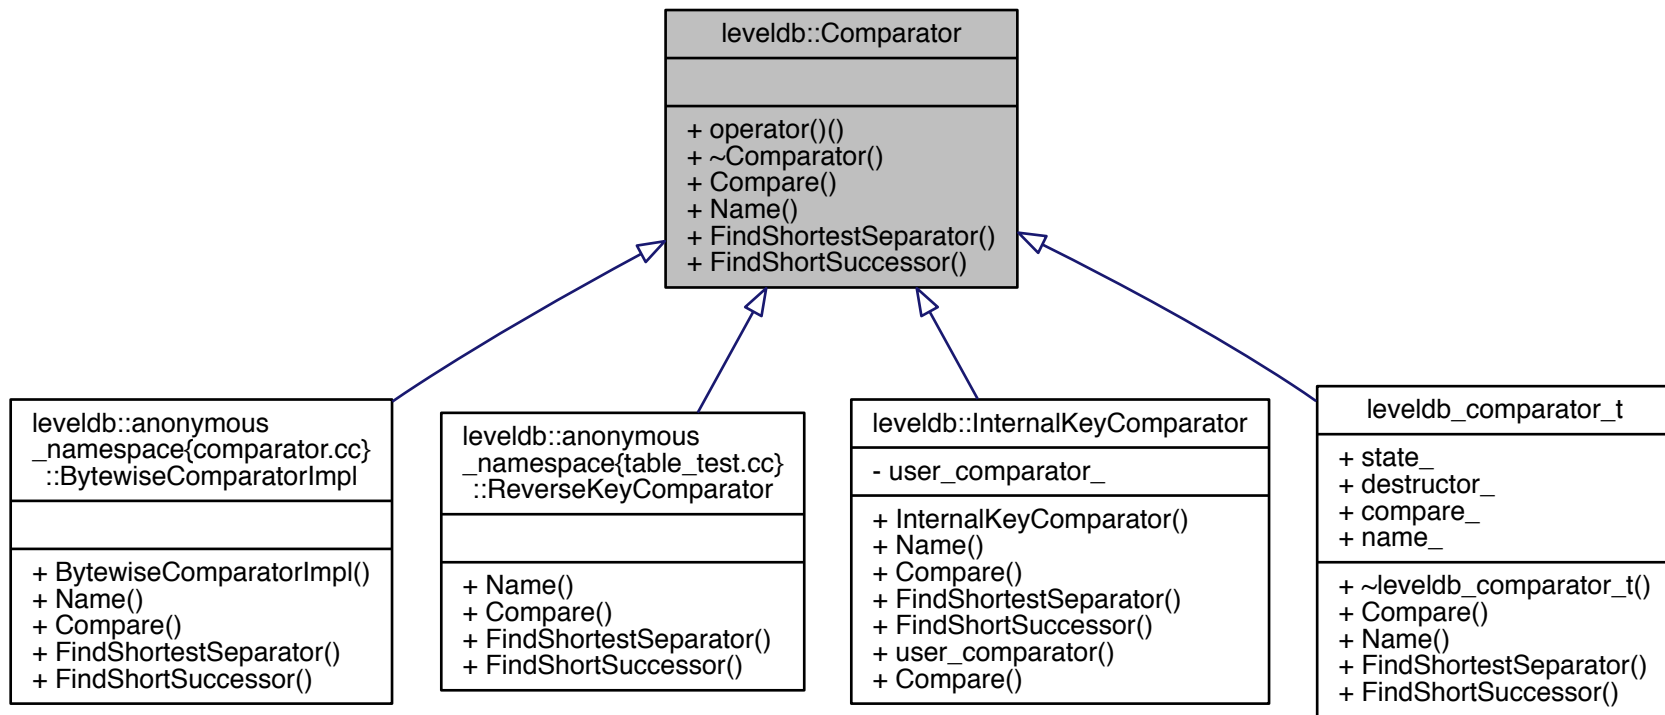 leveldb::Comparator
+ operator()()
+ ~Comparator()
+ Compare()
+ Name()
+ FindShortestSeparator()
+ FindShortSuccessor()
leveldb::anonymous
_namespace{comparator.cc}
::BytewiseComparatorImpl
+ BytewiseComparatorImpl()
+ Name()
+ Compare()
+ FindShortestSeparator()
+ FindShortSuccessor()
leveldb::anonymous
_namespace{table_test.cc}
::ReverseKeyComparator
+ Name()
+ Compare()
+ FindShortestSeparator()
+ FindShortSuccessor()
leveldb::InternalKeyComparator
- user_comparator_
+ InternalKeyComparator()
+ Name()
+ Compare()
+ FindShortestSeparator()
+ FindShortSuccessor()
+ user_comparator()
+ Compare()
leveldb_comparator_t
+ state_
+ destructor_
+ compare_
+ name_
+ ~leveldb_comparator_t()
+ Compare()
+ Name()
+ FindShortestSeparator()
+ FindShortSuccessor()